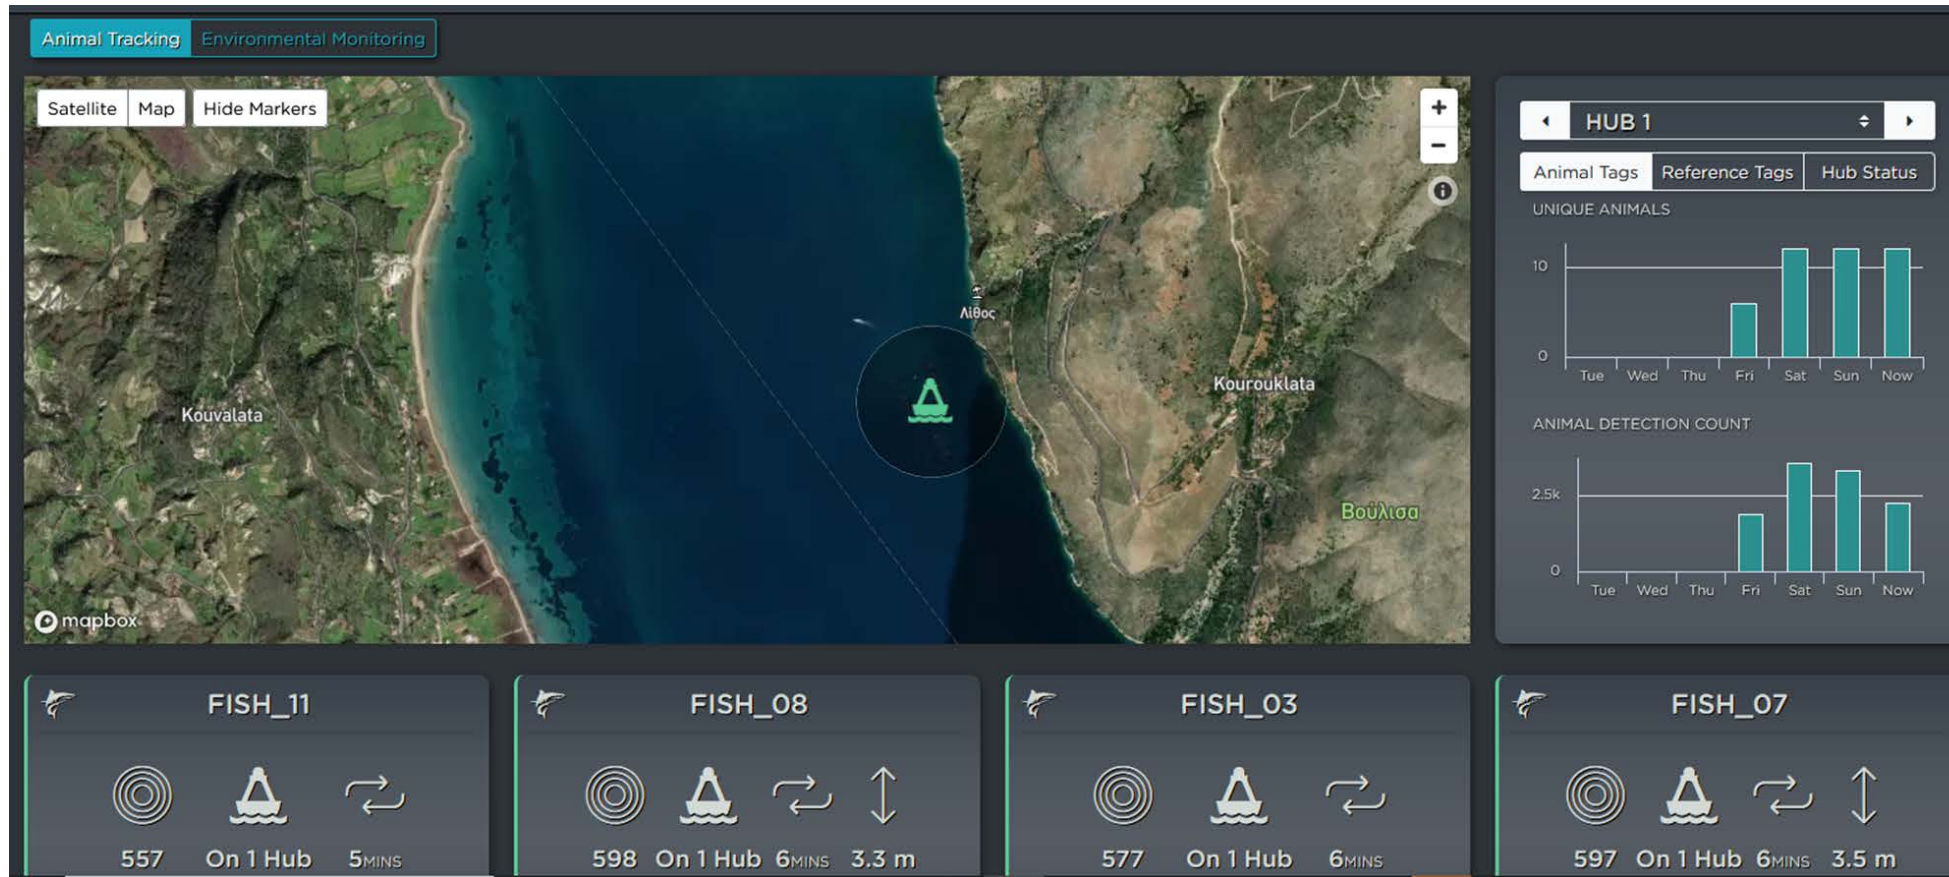 Animal Tracking Environmental Monitoring
Satellite Map Hide Markers
+
−
Λίθος
Kourouklata
Kouvalata
Βούλισα
mapbox
HUB 1
Animal Tags Reference Tags Hub Status
UNIQUE ANIMALS
10
0
Tue Wed Thu Fri Sat Sun Now
ANIMAL DETECTION COUNT
2.5k
0
Tue Wed Thu Fri Sat Sun Now
FISH_11
557 On 1 Hub 5MINS
FISH_08
598 On 1 Hub 6MINS 3.3 m
FISH_03
577 On 1 Hub 6MINS
FISH_07
597 On 1 Hub 6MINS 3.5 m